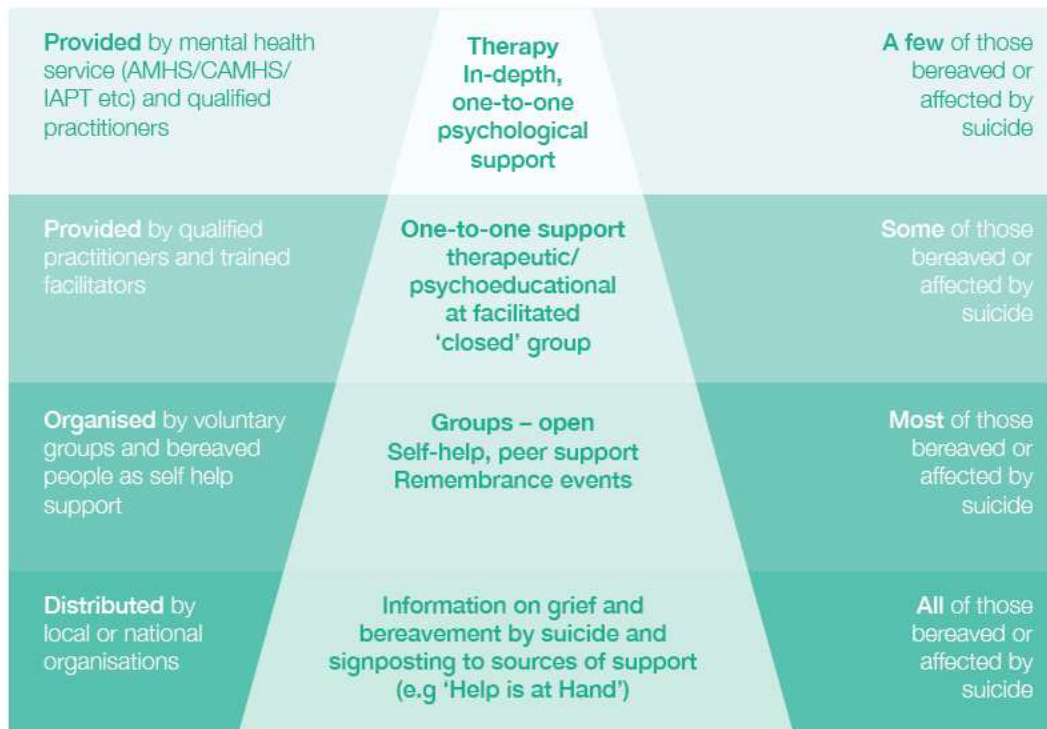 Provided by mental health
service (AMHS/CAMHS/
IAPT etc) and qualified
practitioners
Therapy
In-depth,
one-to-one
psychological
support
A few of those
bereaved or
affected by
suicide
Provided by qualified
practitioners and trained
facilitators
One-to-one support
therapeutic/
psychoeducational
at facilitated
‘closed’ group
Some of those
bereaved or
affected by
suicide
Organised by voluntary
groups and bereaved
people as self help
support
Groups – open
Self-help, peer support
Remembrance events
Most of those
bereaved or
affected by
suicide
Distributed by
local or national
organisations
Information on grief and
bereavement by suicide and
signposting to sources of support
(e.g ‘Help is at Hand’)
All of those
bereaved or
affected by
suicide